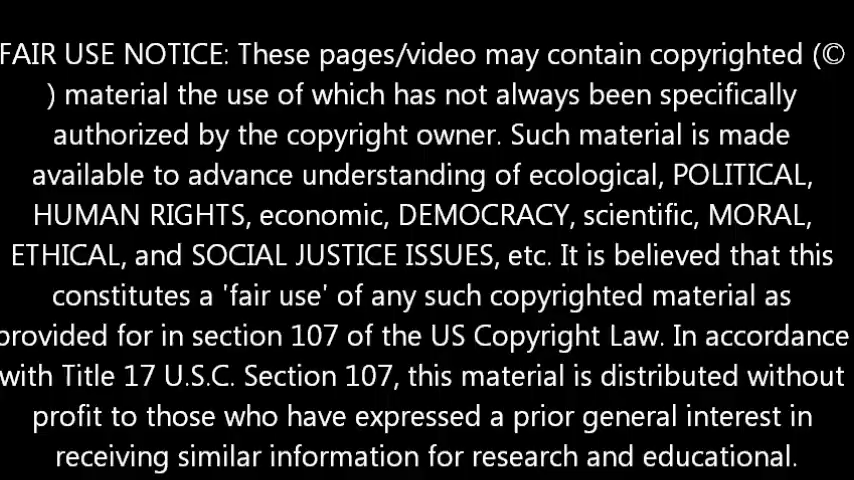 FAIR USE NOTICE: These pages/video may contain copyrighted (©
) material the use of which has not always been specifically
authorized by the copyright owner. Such material is made
available to advance understanding of ecological, POLITICAL,
HUMAN RIGHTS, economic, DEMOCRACY, scientific, MORAL,
ETHICAL, and SOCIAL JUSTICE ISSUES, etc. It is believed that this
constitutes a 'fair use' of any such copyrighted material as
provided for in section 107 of the US Copyright Law. In accordance
with Title 17 U.S.C. Section 107, this material is distributed without
profit to those who have expressed a prior general interest in
receiving similar information for research and educational.